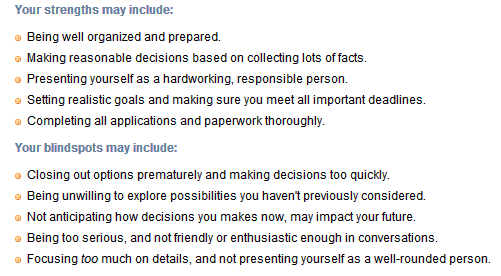 Your strengths may include:
Being well organized and prepared.
Making reasonable decisions based on collecting lots of facts.
Presenting yourself as a hardworking, responsible person.
Setting realistic goals and making sure you meet all important deadlines.
Completing all applications and paperwork thoroughly.
Your blindspots may include:
Closing out options prematurely and making decisions too quickly.
Being unwilling to explore possibilities you haven't previously considered.
Not anticipating how decisions you makes now, may impact your future.
Being too serious, and not friendly or enthusiastic enough in conversations.
Focusing too much on details, and not presenting yourself as a well-rounded person.